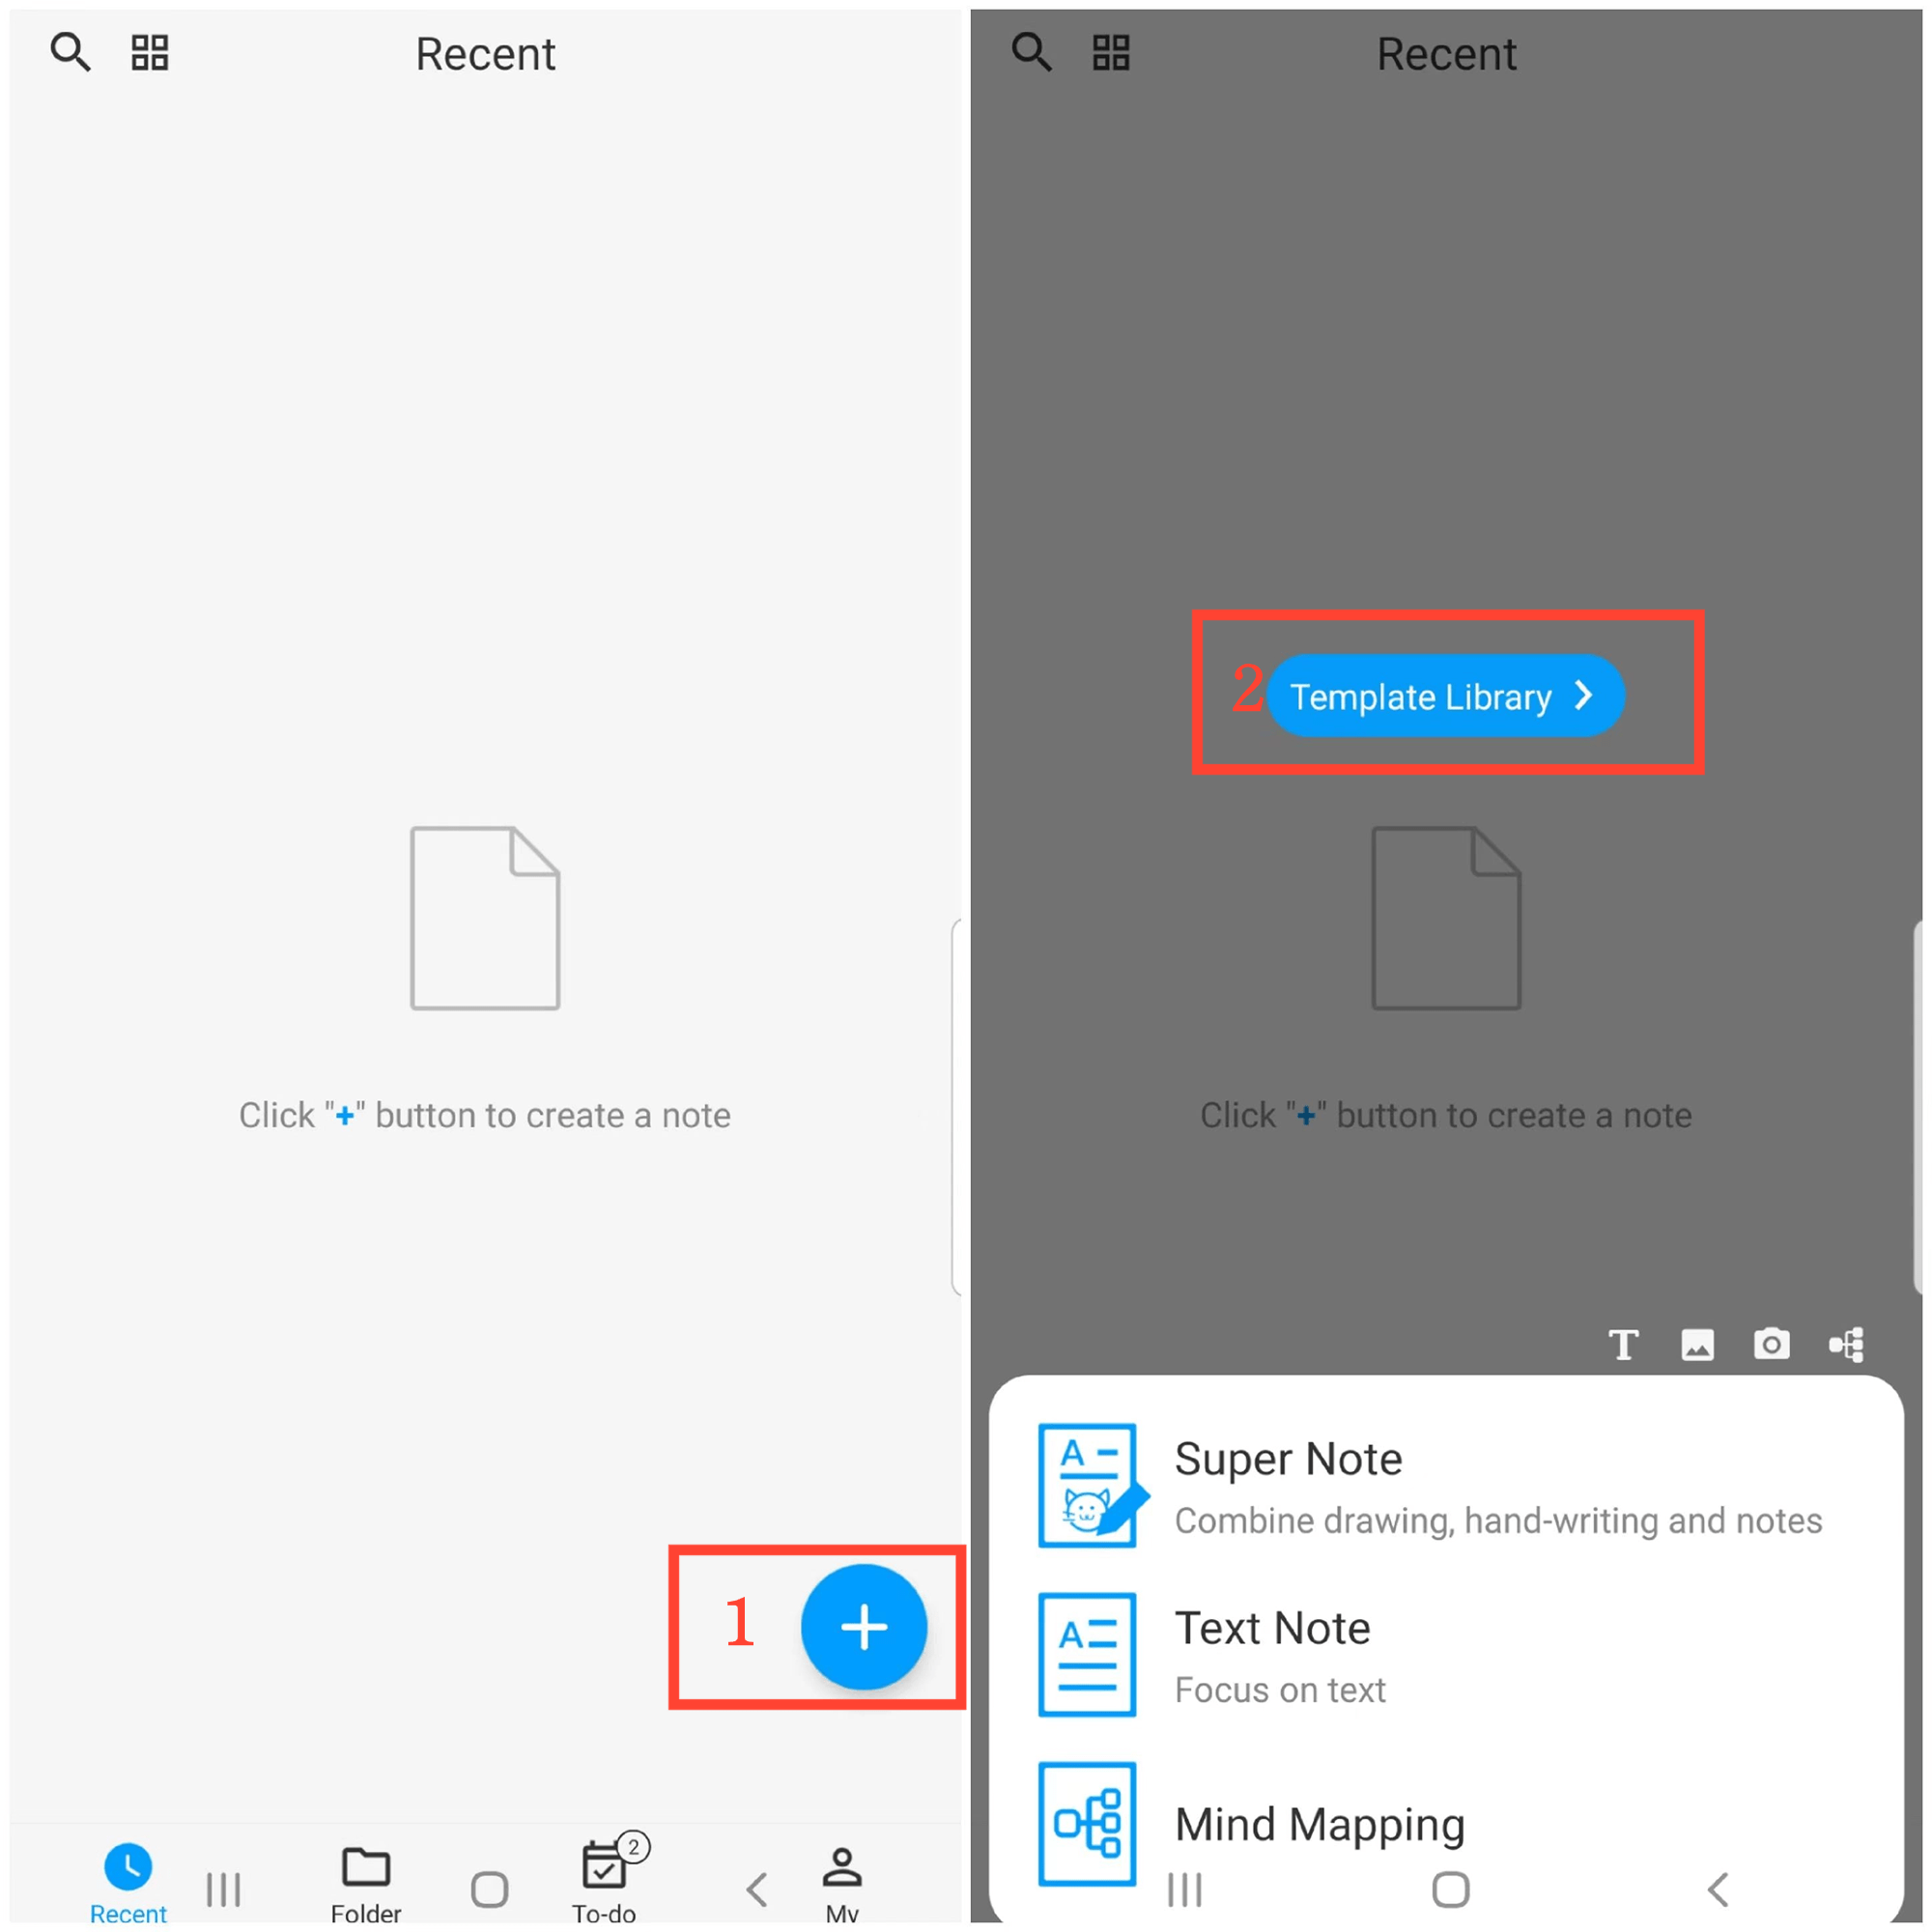 Recent
Click "+" button to create a note
1
Recent
Folder
To-do
2
My
Recent
2
Template Library
Click "+" button to create a note
T
Super Note
Combine drawing, hand-writing and notes
Text Note
Focus on text
Mind Mapping